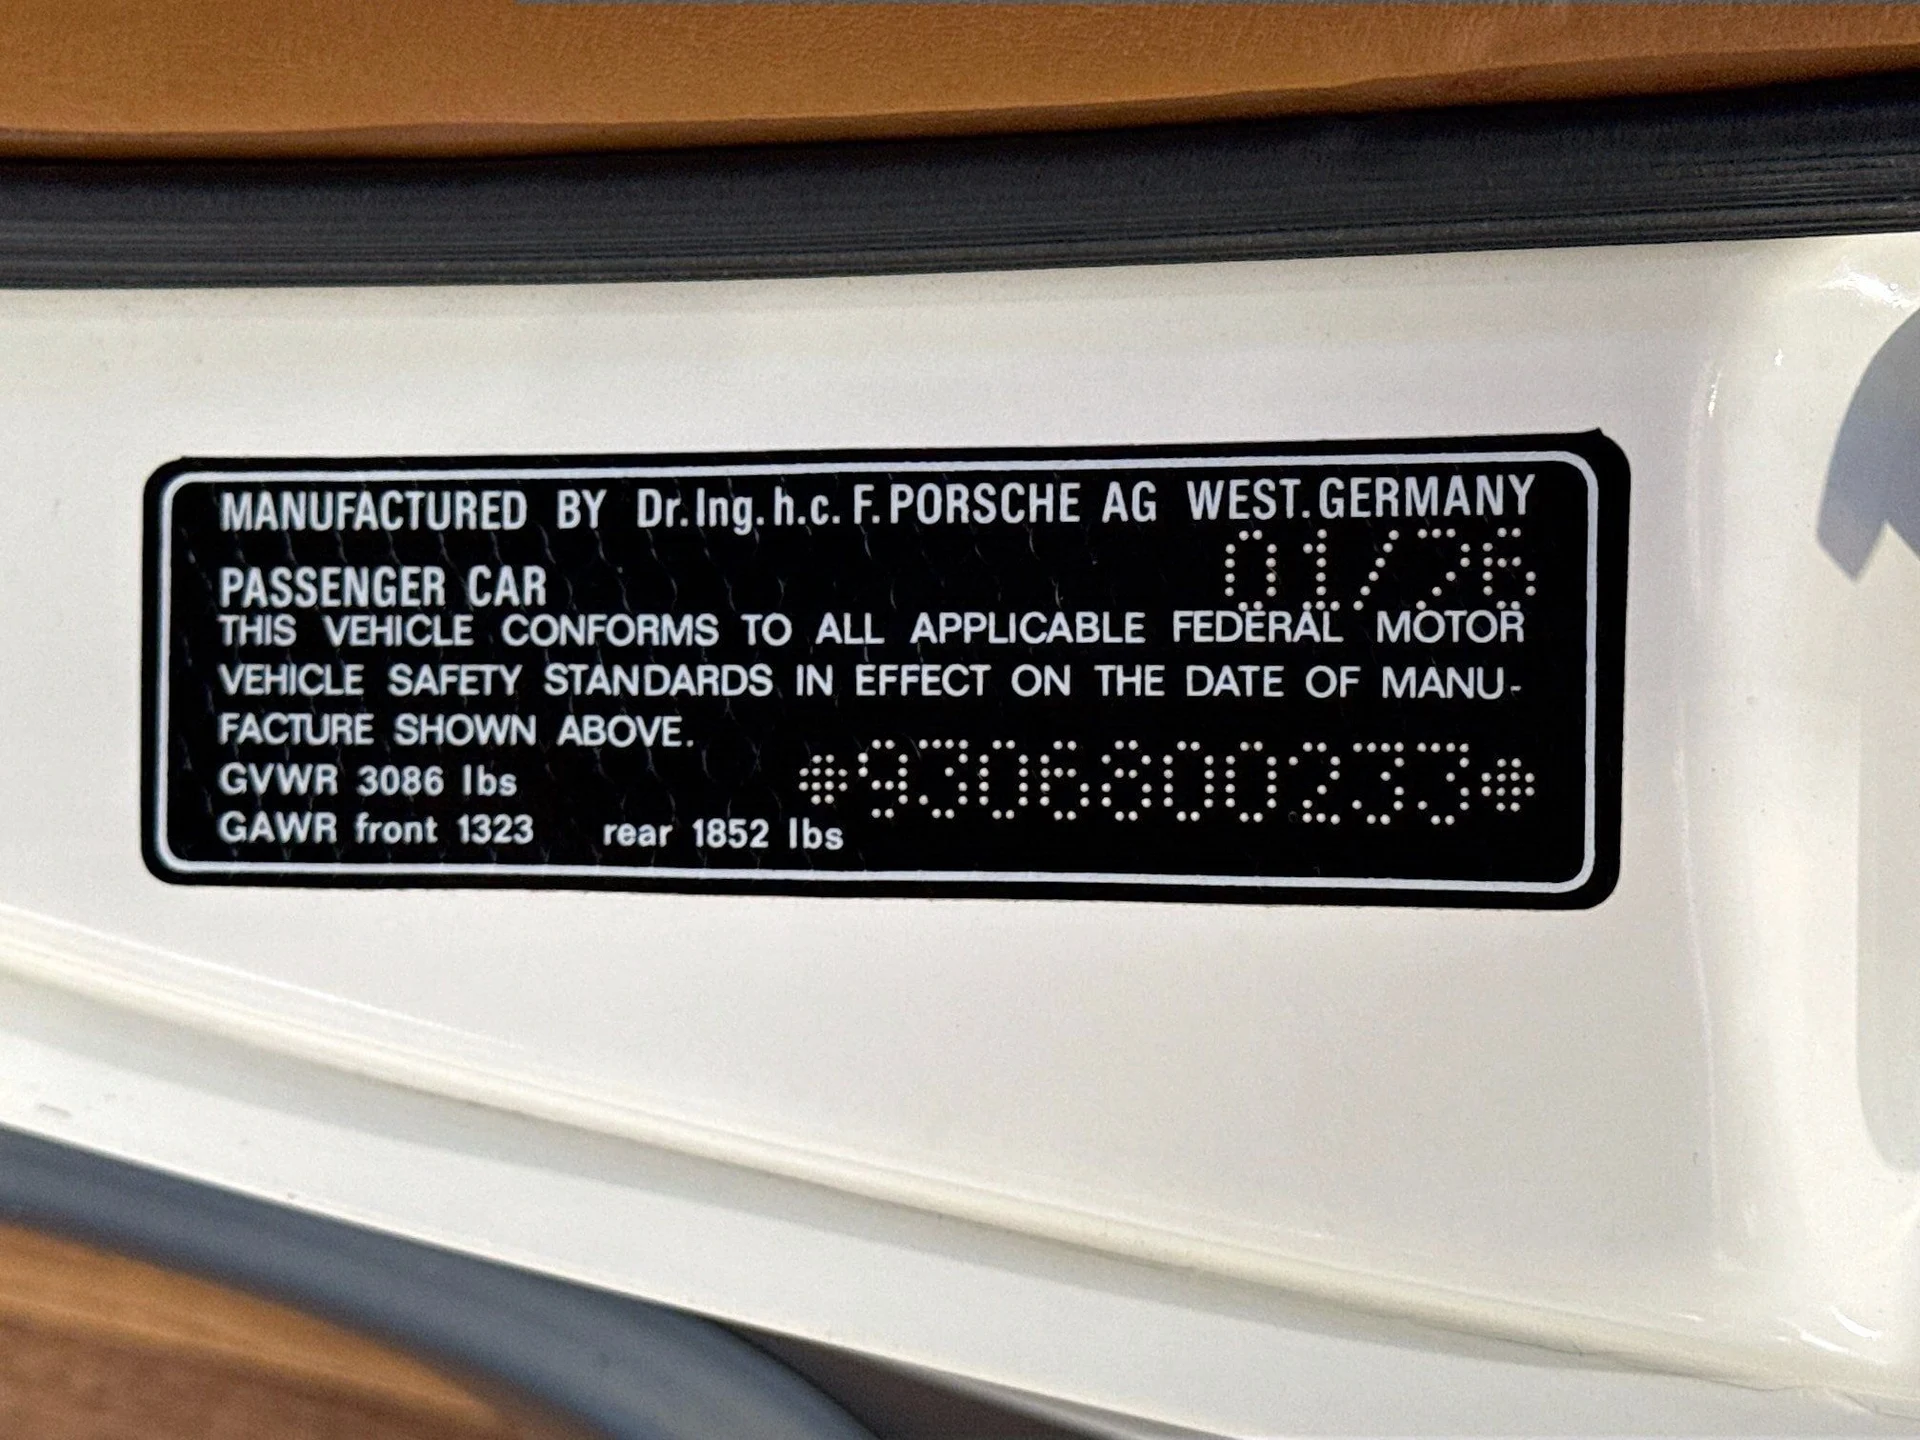 MANUFACTURED BY Dr.Ing.h.c. F.PORSCHE AG WEST.GERMANY
01/26
PASSENGER CAR
THIS VEHICLE CONFORMS TO ALL APPLICABLE FEDERAL MOTOR
VEHICLE SAFETY STANDARDS IN EFFECT ON THE DATE OF MANU-
FACTURE SHOWN ABOVE.
GVWR 3086 lbs
*9306800233*
GAWR front 1323 rear 1852 lbs